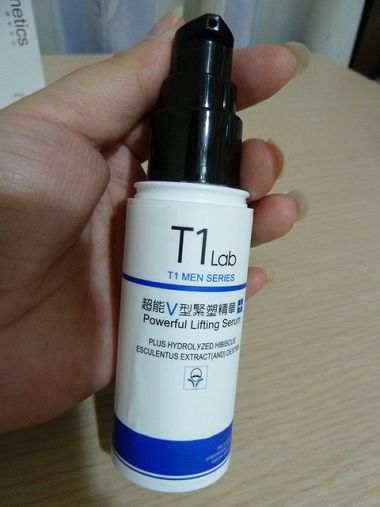 netics
T1 Lab
T1 MEN SERIES
超能V型緊塑精華+
Powerful Lifting Serum
PLUS HYDROLYZED HIBISCUS
ESCULENTUS EXTRACT(AND) DEXTRIN